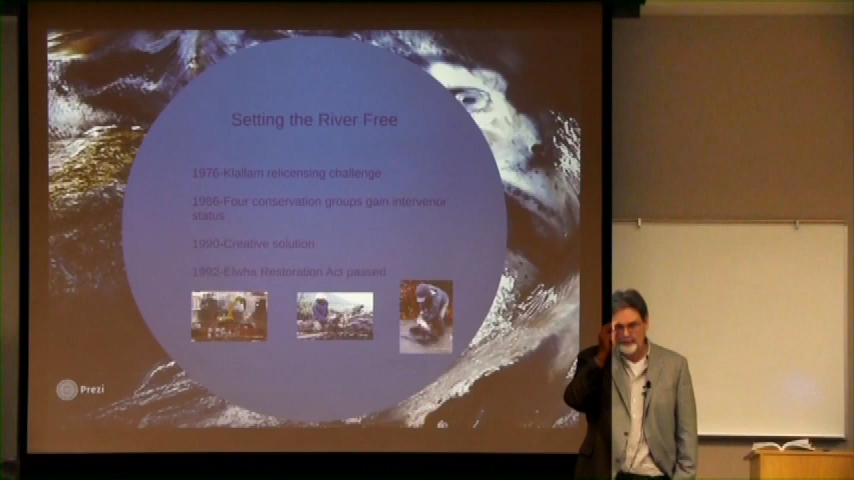 Setting the River Free
1976-Klallam relicensing challenge
1986-Four conservation groups gain intervenor
status
1990-Creative solution
1992-Elwha Restoration Act paused
Prezi